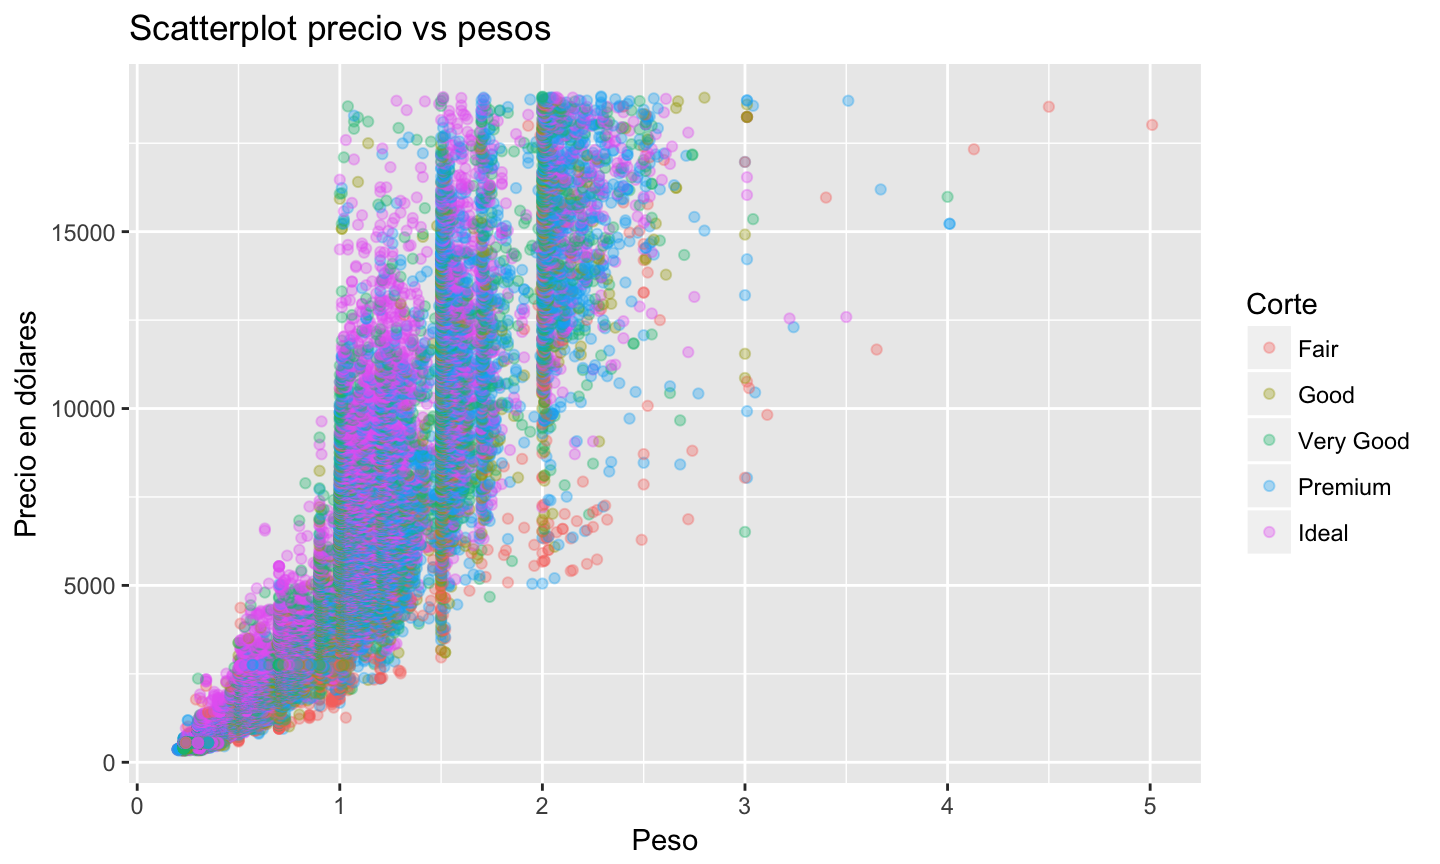 Scatterplot precio vs pesos
Precio en dólares
15000
10000
5000
0
0 1 2 3 4 5
Peso
Corte
Fair
Good
Very Good
Premium
Ideal